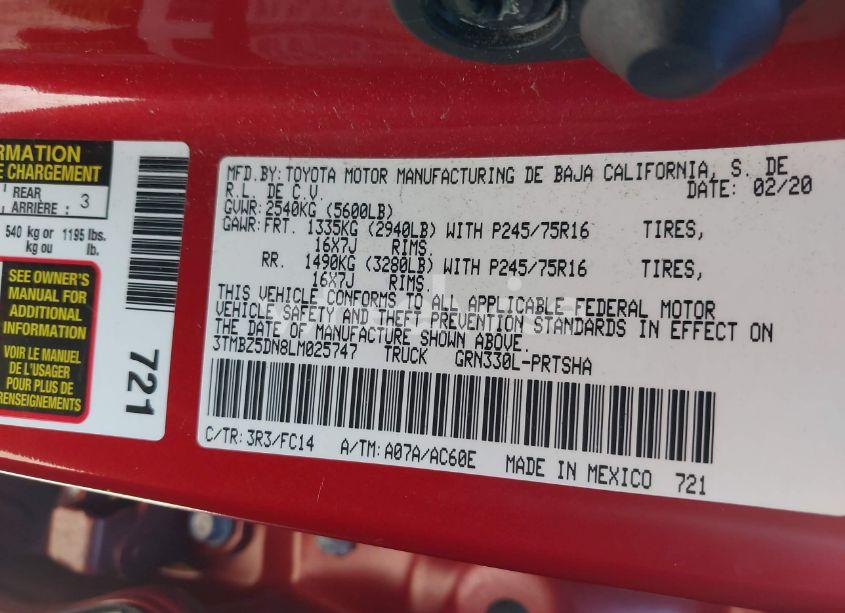 RMATION
E CHARGEMENT
REAR
ARRIÈRE : 3
540 kg or 1195 lbs.
kg ou lb.
SEE OWNER'S
MANUAL FOR
ADDITIONAL
INFORMATION
VOIR LE MANUEL
DE L'USAGER
POUR PLUS DE
RENSEIGNEMENTS
721
MFD.BY: TOYOTA MOTOR MANUFACTURING DE BAJA CALIFORNIA, S. DE
R.L. DE C.V. DATE: 02/20
GVWR: 2540KG (5600LB)
GAWR: FRT. 1335KG (2940LB) WITH P245/75R16 TIRES,
16X7J RIMS.
RR. 1490KG (3280LB) WITH P245/75R16 TIRES,
16X7J RIMS.
THIS VEHICLE CONFORMS TO ALL APPLICABLE FEDERAL MOTOR
VEHICLE SAFETY AND THEFT PREVENTION STANDARDS IN EFFECT ON
THE DATE OF MANUFACTURE SHOWN ABOVE.
3TMBZ5DN8LM025747 TRUCK GRN330L-PRTSHA
C/TR: 3R3/FC14 A/TM: A07A/AC60E MADE IN MEXICO 721